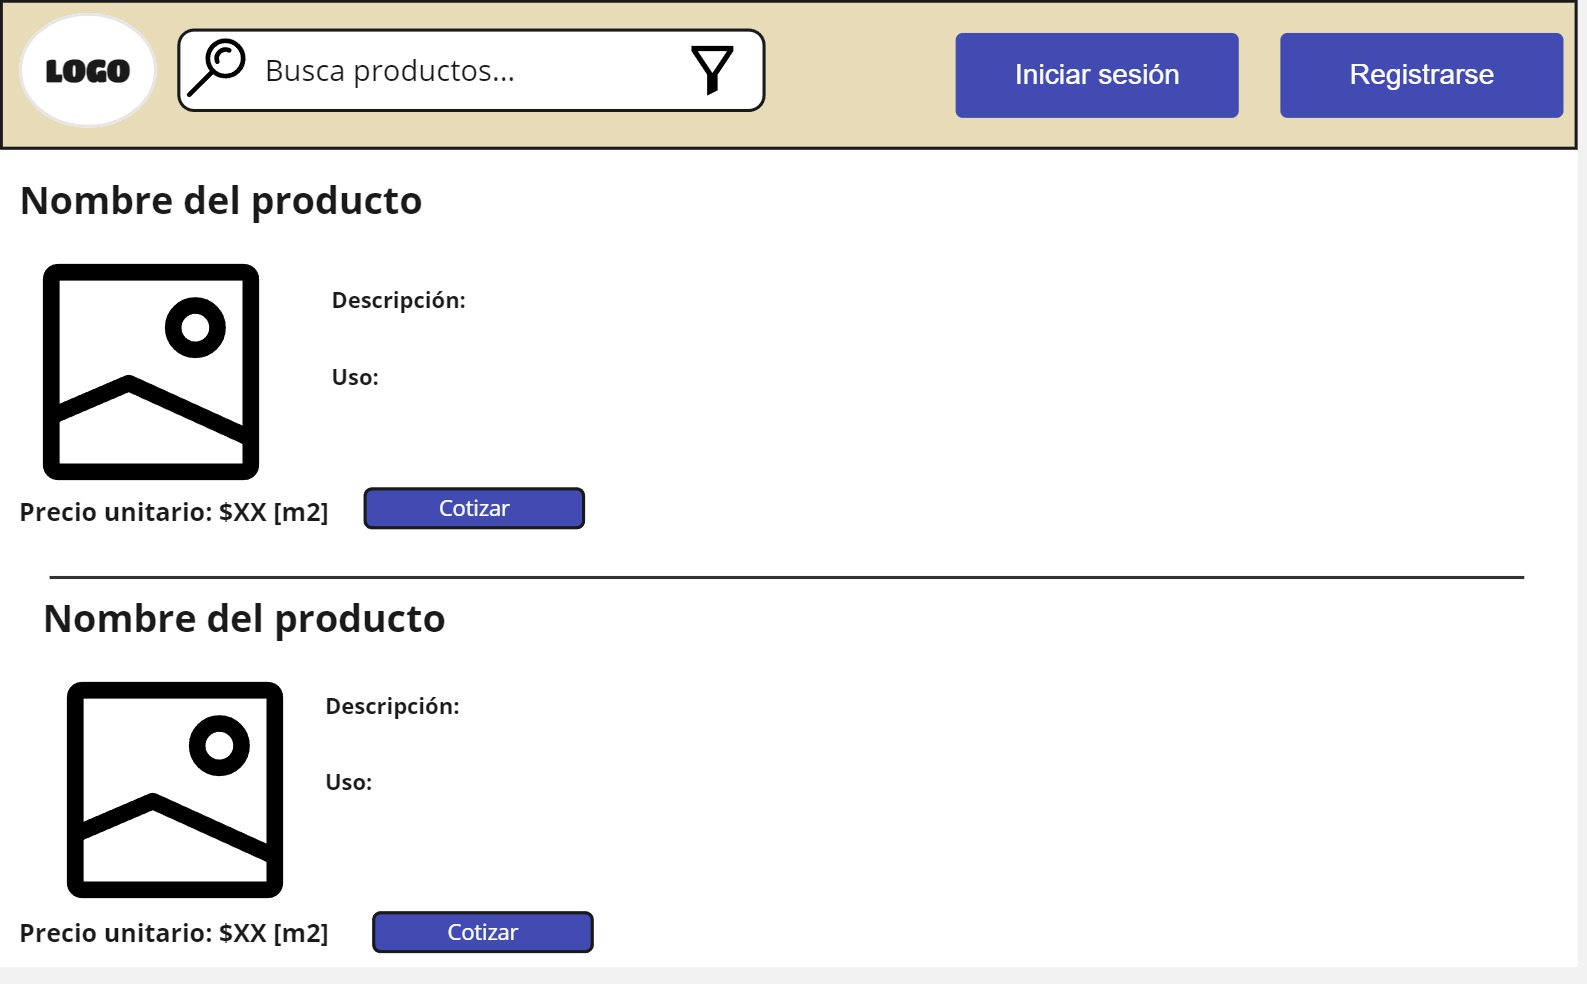 LOGO
Busca productos...
Iniciar sesión
Registrarse
Nombre del producto
Descripción:
Uso:
Precio unitario: $XX [m2]
Cotizar
Nombre del producto
Descripción:
Uso:
Precio unitario: $XX [m2]
Cotizar